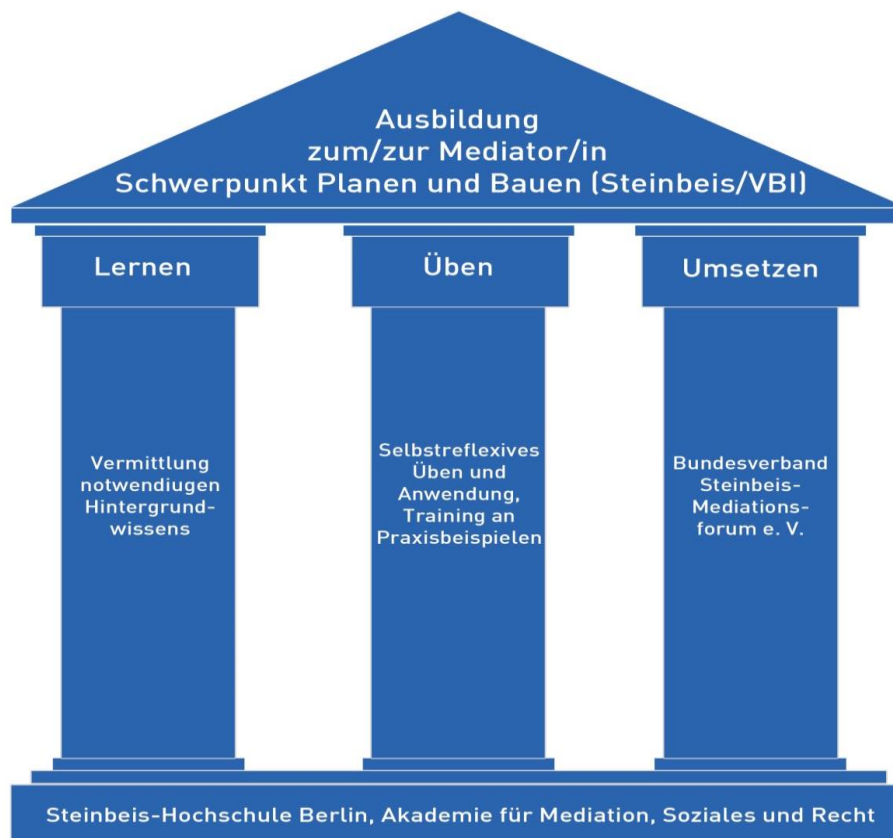 Ausbildung
zum/zur Mediator/in
Schwerpunkt Planen und Bauen (Steinbeis/VBI)
Lernen
Üben
Umsetzen
Vermittlung
notwendiugen
Hintergrund-
wissens
Selbstreflexives
Üben und
Anwendung,
Training an
Praxisbeispielen
Bundesverband
Steinbeis-
Mediations-
forum e. V.
Steinbeis-Hochschule Berlin, Akademie für Mediation, Soziales und Recht